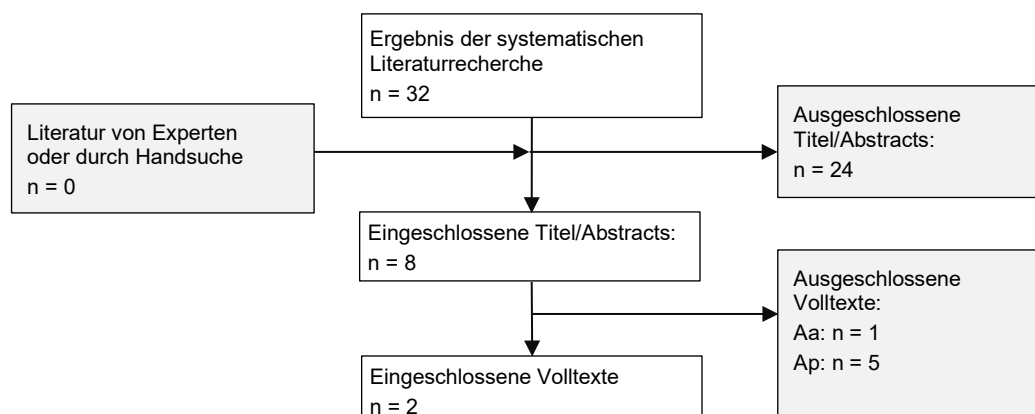 Ergebnis der systematischen
Literaturrecherche
n = 32
Literatur von Experten
oder durch Handsuche
n = 0
Ausgeschlossene
Titel/Abstracts:
n = 24
Eingeschlossene Titel/Abstracts:
n = 8
Ausgeschlossene
Volltexte:
Aa: n = 1
Ap: n = 5
Eingeschlossene Volltexte
n = 2